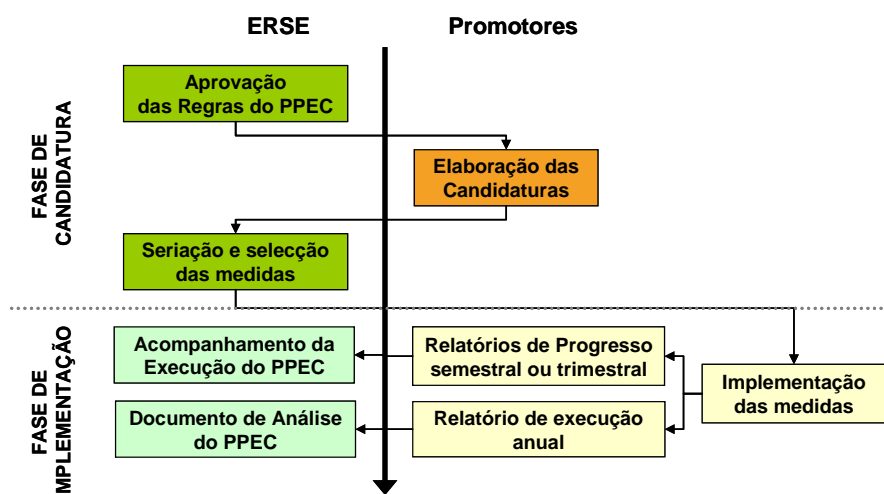 ERSE
Promotores
FASE DE
CANDIDATURA
Aprovação
das Regras do PPEC
Elaboração das
Candidaturas
Seriação e selecção
das medidas
FASE DE
MPLEMENTAÇÃO
Acompanhamento da
Execução do PPEC
Relatórios de Progresso
semestral ou trimestral
Implementação
das medidas
Documento de Análise
do PPEC
Relatório de execução
anual